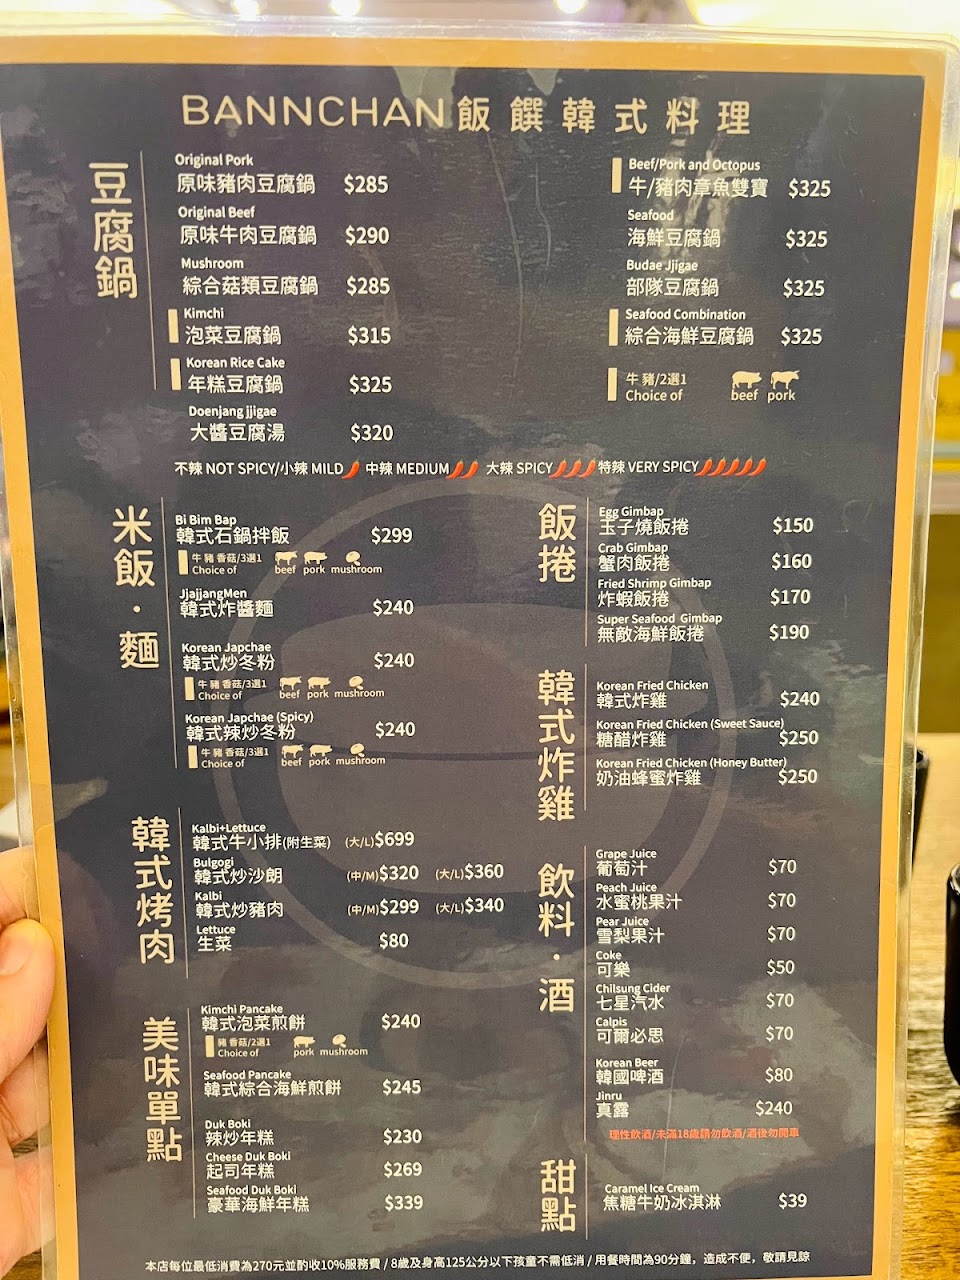 BANNCHAN 飯饌韓式料理
豆腐鍋
Original Pork
原味豬肉豆腐鍋 $285
Original Beef
原味牛肉豆腐鍋 $290
Mushroom
綜合菇類豆腐鍋 $285
Kimchi
泡菜豆腐鍋 $315
Korean Rice Cake
年糕豆腐鍋 $325
Doenjang jjigae
大醬豆腐湯 $320
Beef/Pork and Octopus
牛/豬肉章魚雙寶 $325
Seafood
海鮮豆腐鍋 $325
Budae Jjigae
部隊豆腐鍋 $325
Seafood Combination
綜合海鮮豆腐鍋 $325
牛 豬/2選1
Choice of beef pork
不辣 NOT SPICY/小辣 MILD 中辣 MEDIUM 大辣 SPICY 特辣 VERY SPICY
米飯・麵
Bi Bim Bap
韓式石鍋拌飯 $299
牛 豬 香菇/3選1
Choice of beef pork mushroom
JjajjangMen
韓式炸醬麵 $240
Korean Japchae
韓式炒冬粉 $240
牛 豬 香菇/3選1
Choice of beef pork mushroom
Korean Japchae (Spicy)
韓式辣炒冬粉 $240
牛 豬 香菇/3選1
Choice of beef pork mushroom
韓式烤肉
Kalbi+Lettuce
韓式牛小排(附生菜) (大/L)$699
Bulgogi
韓式炒沙朗 (中/M)$320 (大/L)$360
Kalbi
韓式炒豬肉 (中/M)$299 (大/L)$340
Lettuce
生菜 $80
美味單點
Kimchi Pancake
韓式泡菜煎餅 $240
豬 香菇/2選1
Choice of pork mushroom
Seafood Pancake
韓式綜合海鮮煎餅 $245
Duk Boki
辣炒年糕 $230
Cheese Duk Boki
起司年糕 $269
Seafood Duk Boki
豪華海鮮年糕 $339
飯捲
Egg Gimbap
玉子燒飯捲 $150
Crab Gimbap
蟹肉飯捲 $160
Fried Shrimp Gimbap
炸蝦飯捲 $170
Super Seafood Gimbap
無敵海鮮飯捲 $190
韓式炸雞
Korean Fried Chicken
韓式炸雞 $240
Korean Fried Chicken (Sweet Sauce)
糖醋炸雞 $250
Korean Fried Chicken (Honey Butter)
奶油蜂蜜炸雞 $250
飲料・酒
Grape Juice
葡萄汁 $70
Peach Juice
水蜜桃果汁 $70
Pear Juice
雪梨果汁 $70
Coke
可樂 $50
Chilsung Cider
七星汽水 $70
Calpis
可爾必思 $70
Korean Beer
韓國啤酒 $80
Jinru
真露 $240
理性飲酒/未滿18歲請勿飲酒/酒後勿開車
甜點
Caramel Ice Cream
焦糖牛奶冰淇淋 $39
本店每位最低消費為270元並酌收10%服務費 / 8歲及身高125公分以下孩童不需低消 / 用餐時間為90分鐘，造成不便，敬請見諒